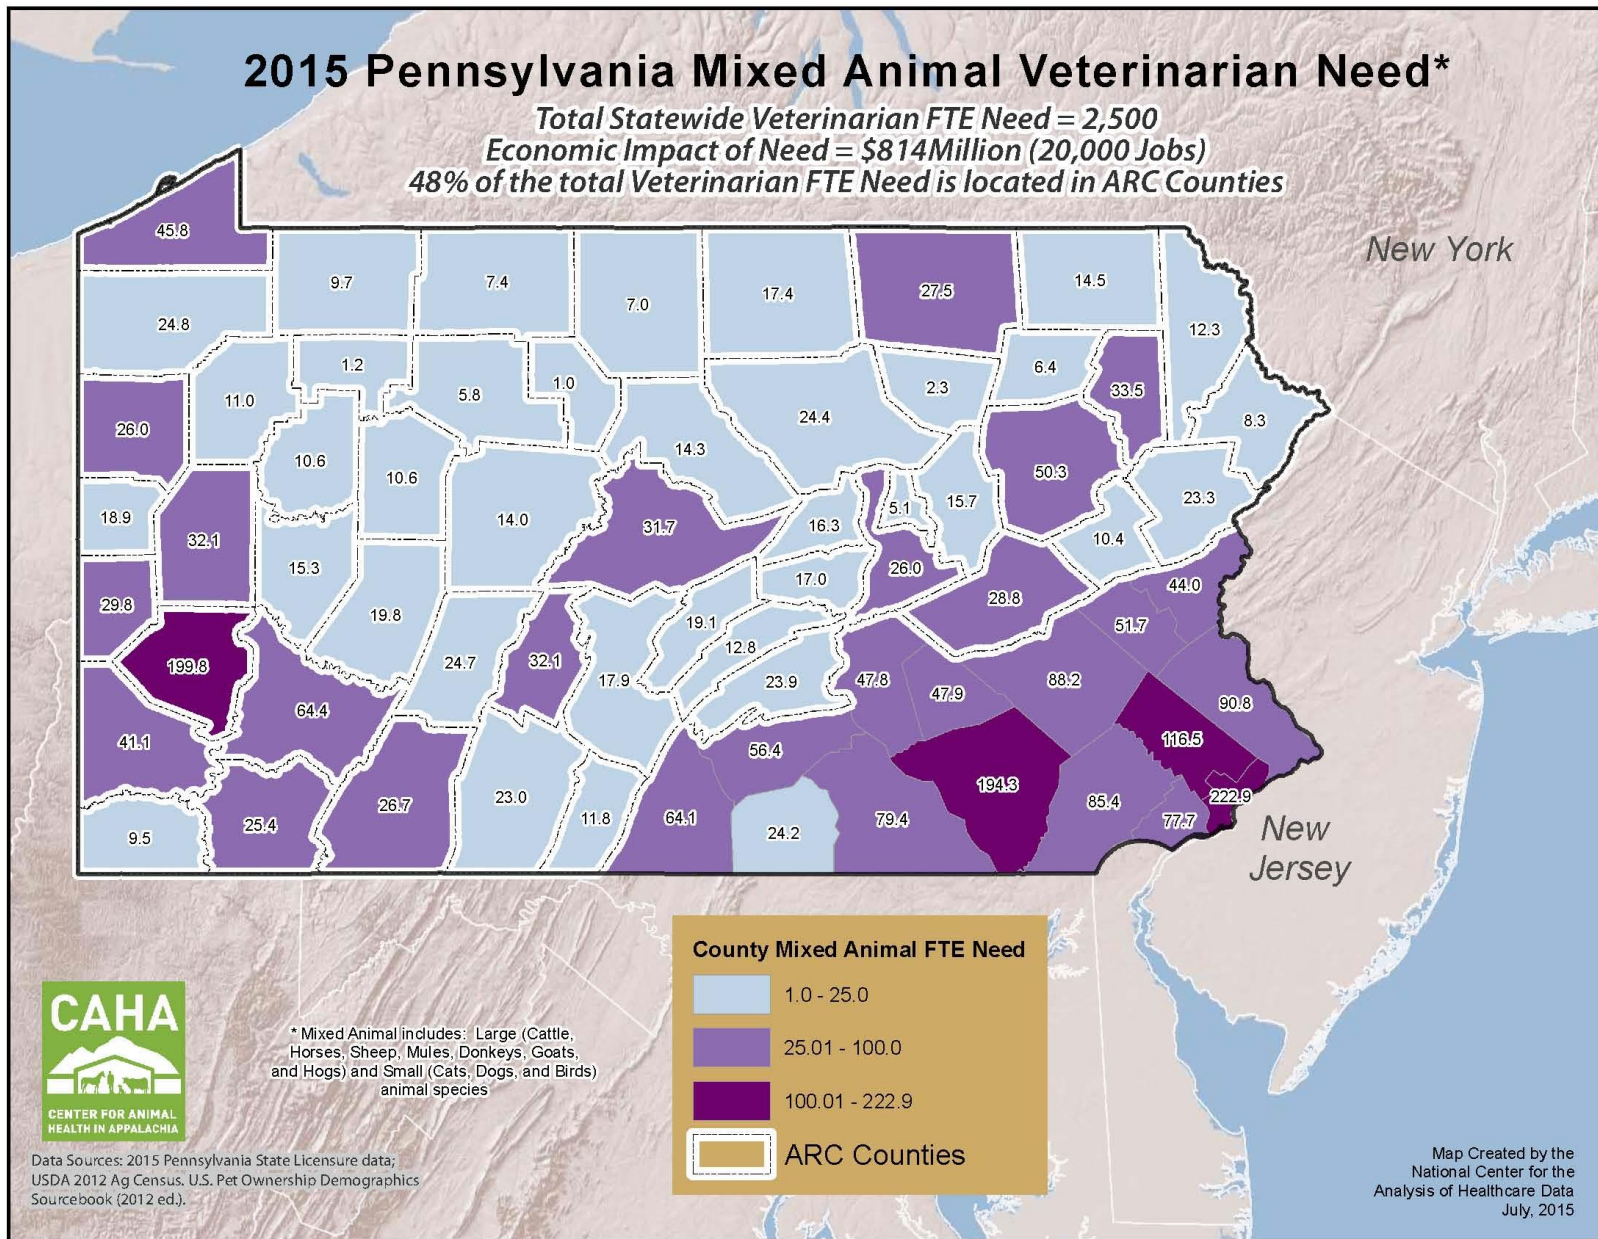 2015 Pennsylvania Mixed Animal Veterinarian Need*
Total Statewide Veterinarian FTE Need = 2,500
Economic Impact of Need = $814Million (20,000 Jobs)
48% of the total Veterinarian FTE Need is located in ARC Counties
New York
45.8
9.7
7.4
7.0
17.4
27.5
14.5
12.3
24.8
1.2
5.8
1.0
2.3
6.4
33.5
11.0
26.0
24.4
8.3
10.6
10.6
14.3
50.3
23.3
18.9
32.1
14.0
31.7
16.3
5.1
15.7
10.4
15.3
17.0
26.0
44.0
29.8
19.8
19.1
28.8
51.7
199.8
24.7
32.1
12.8
17.9
23.9
47.8
47.9
88.2
90.8
64.4
41.1
56.4
116.5
194.3
9.5
25.4
26.7
23.0
11.8
64.1
24.2
79.4
85.4
77.7
222.9
New
Jersey
County Mixed Animal FTE Need
1.0 - 25.0
25.01 - 100.0
100.01 - 222.9
ARC Counties
CAHA
CENTER FOR ANIMAL
HEALTH IN APPALACHIA
* Mixed Animal includes: Large (Cattle,
Horses, Sheep, Mules, Donkeys, Goats,
and Hogs) and Small (Cats, Dogs, and Birds)
animal species
Data Sources: 2015 Pennsylvania State Licensure data;
USDA 2012 Ag Census. U.S. Pet Ownership Demographics
Sourcebook (2012 ed.).
Map Created by the
National Center for the
Analysis of Healthcare Data
July, 2015